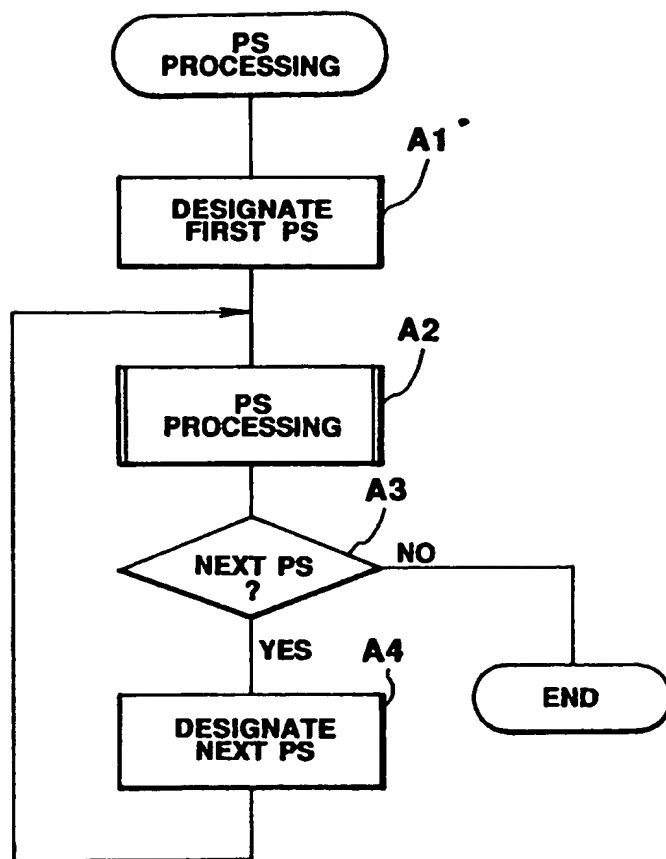 PS
PROCESSING
A1
DESIGNATE
FIRST PS
A2
PS
PROCESSING
A3
NEXT PS
?
NO
YES
A4
DESIGNATE
NEXT PS
END